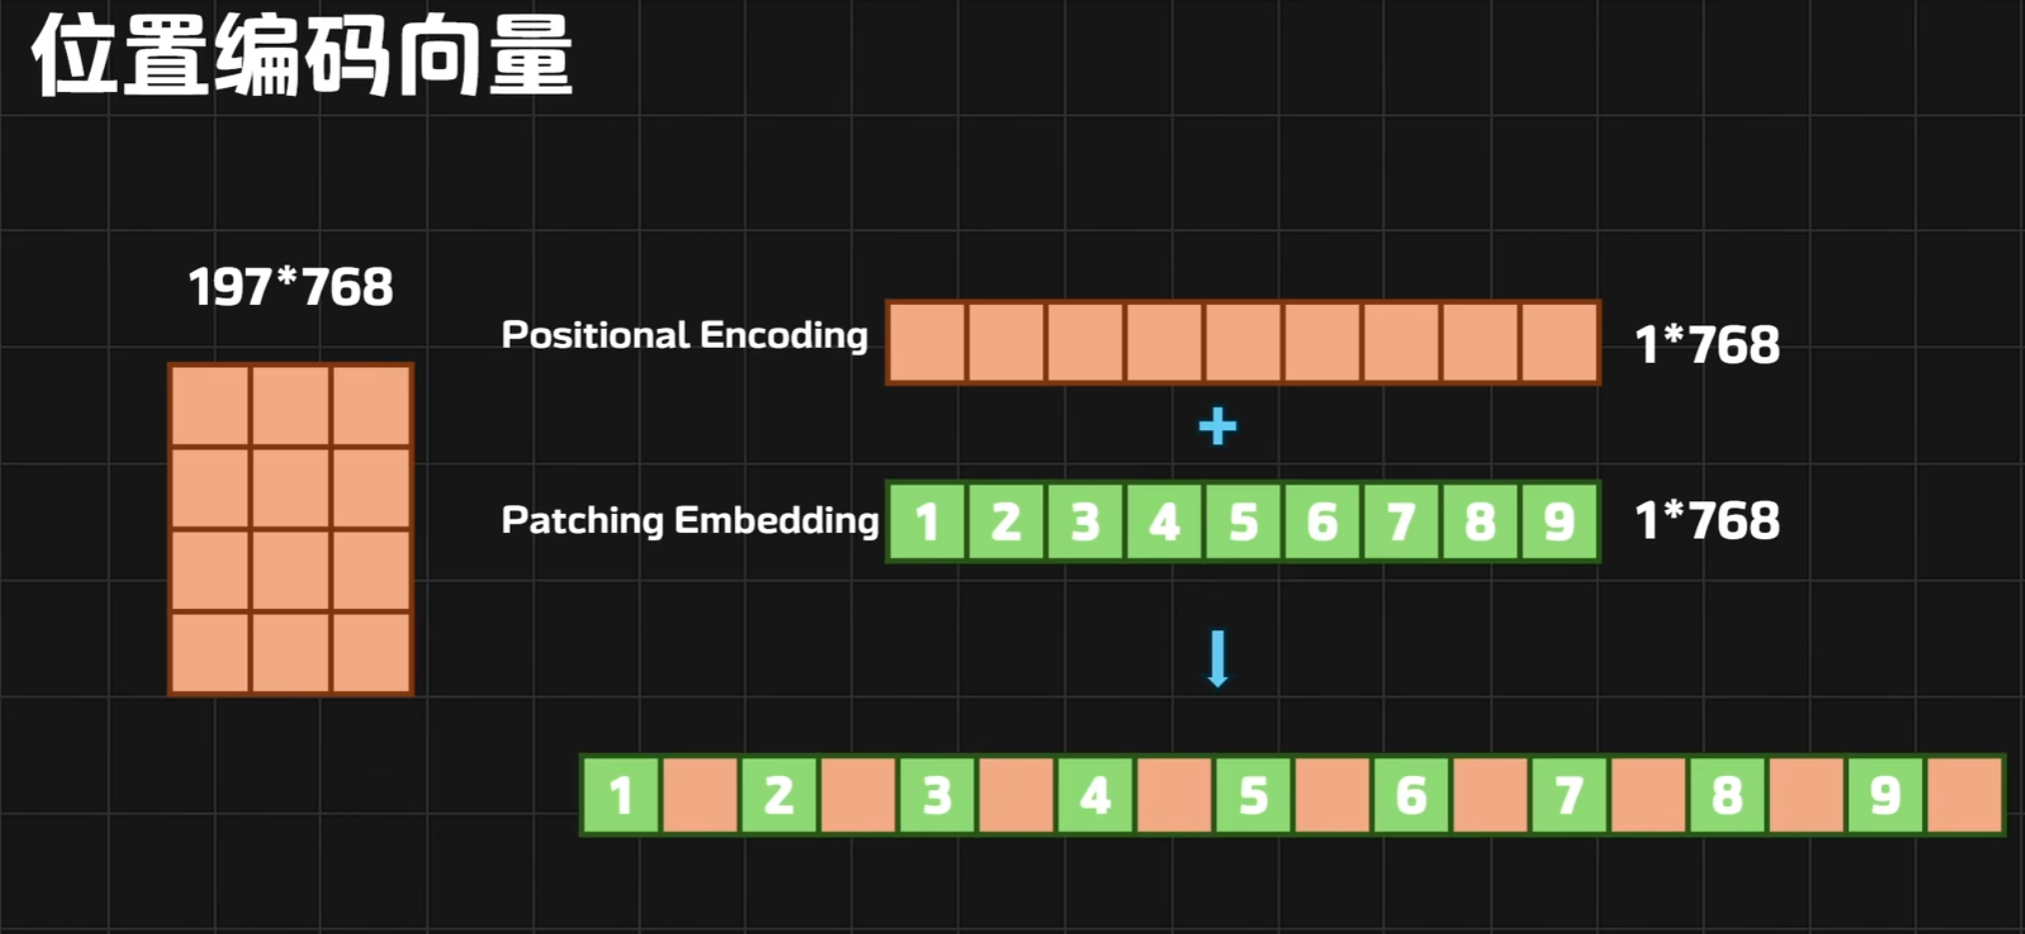 位置编码向量
197*768
Positional Encoding 1*768
+
Patching Embedding 1 2 3 4 5 6 7 8 9 1*768
1 2 3 4 5 6 7 8 9